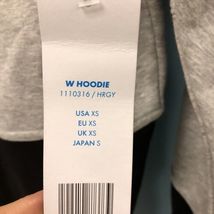 W HOODIE
1110316 / HRGY
USA XS
EU XS
UK XS
JAPAN S